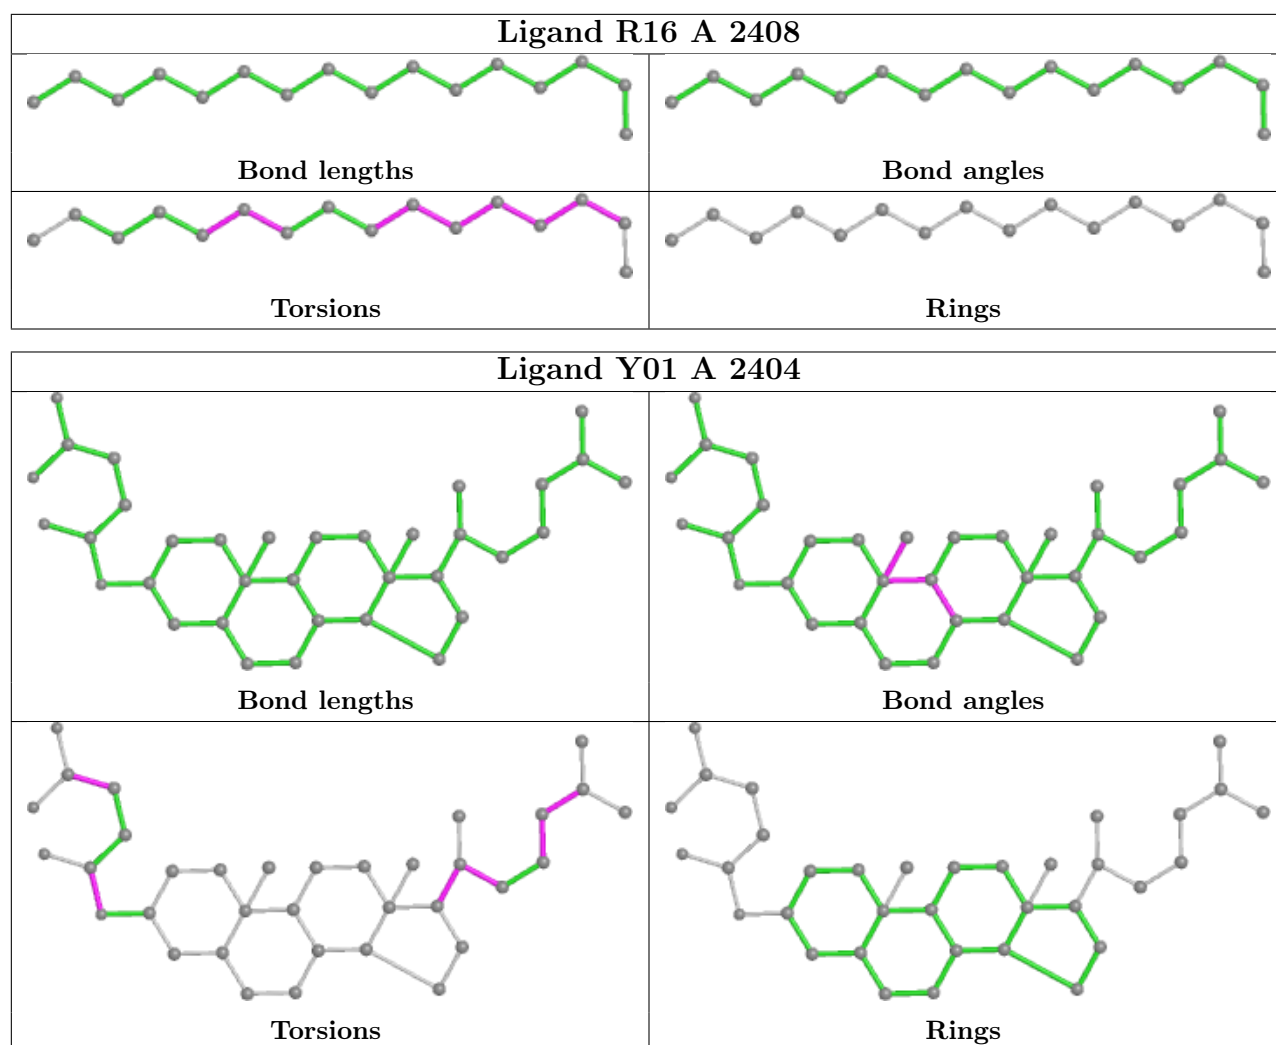 Ligand R16 A 2408
Bond lengths
Bond angles
Torsions
Rings
Ligand Y01 A 2404
Bond lengths
Bond angles
Torsions
Rings